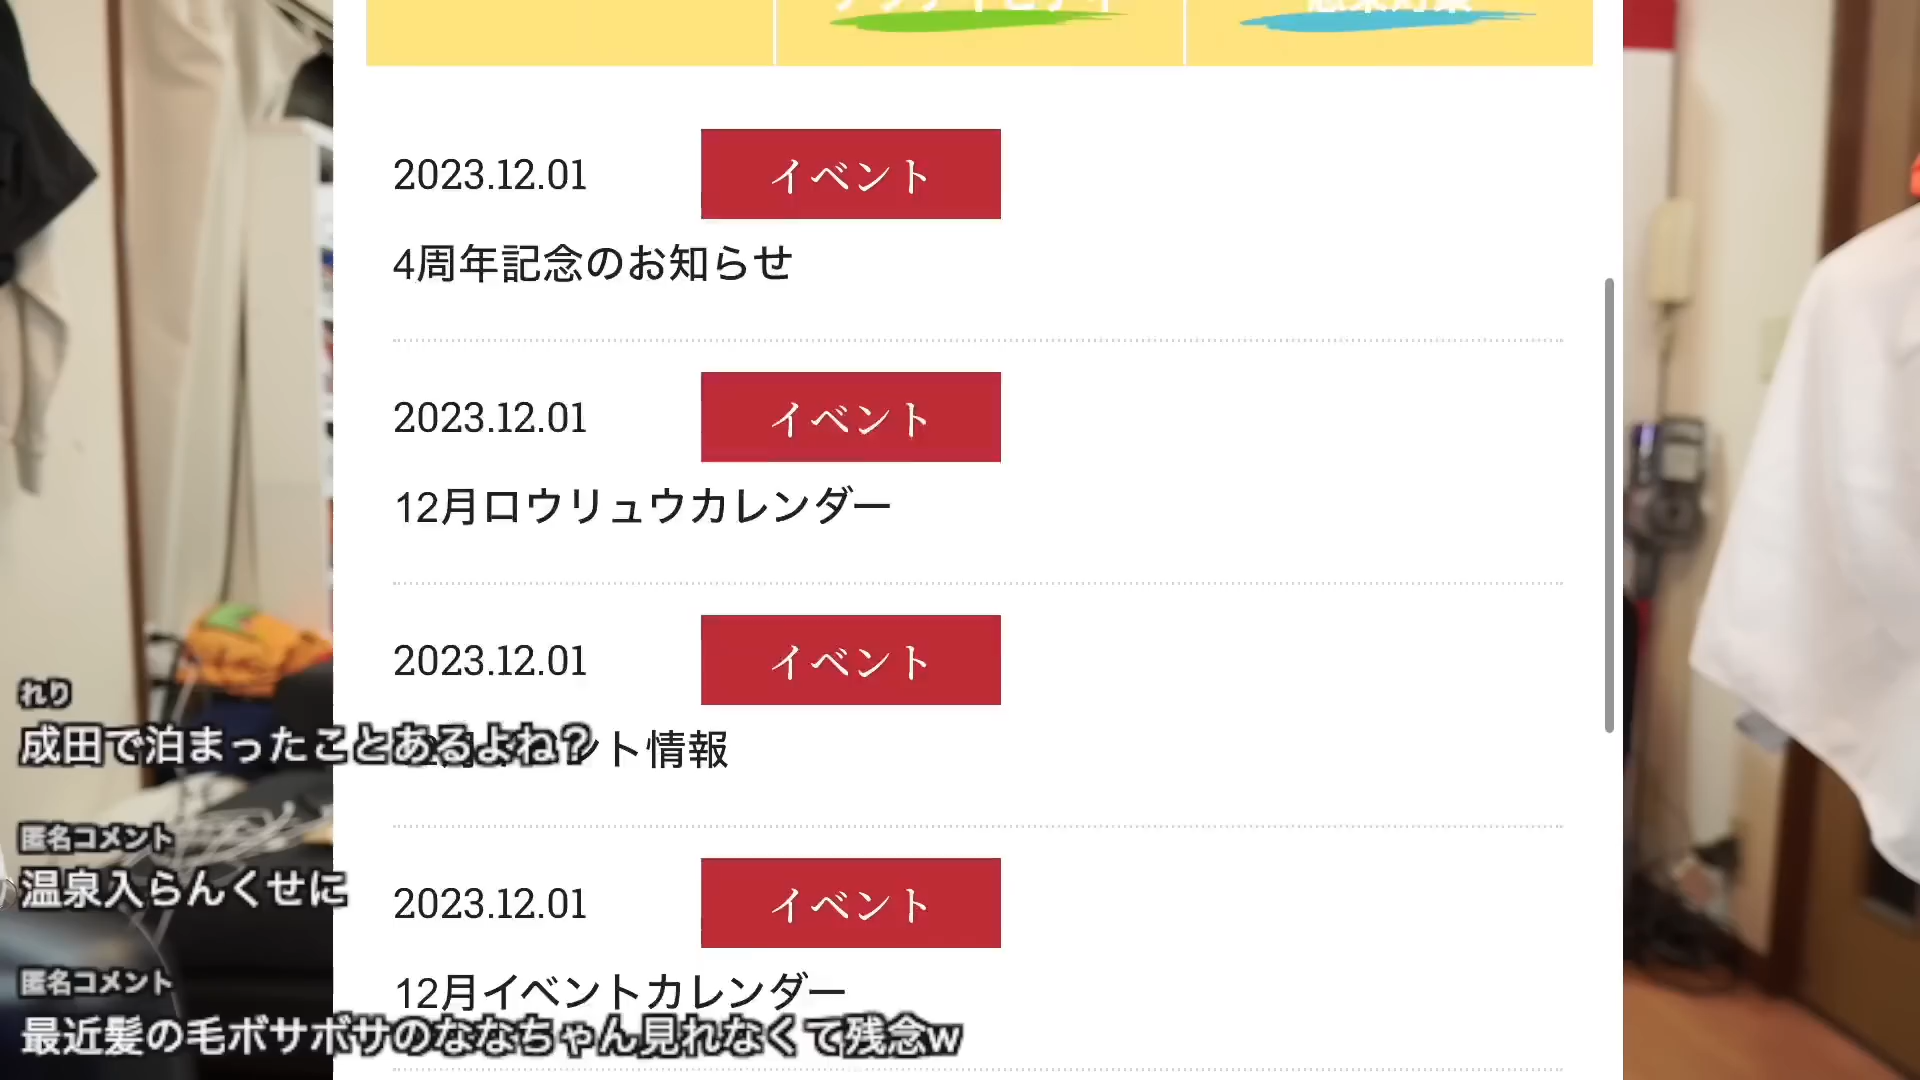 2023.12.01 イベント
4周年記念のお知らせ
2023.12.01 イベント
12月ロウリュウカレンダー
2023.12.01 イベント
ント情報
2023.12.01 イベント
12月イベントカレンダー
れり
成田で泊まったことあるよね?
匿名コメント
温泉入らんくせに
匿名コメント
最近髪の毛ボサボサのななちゃん見れなくて残念w